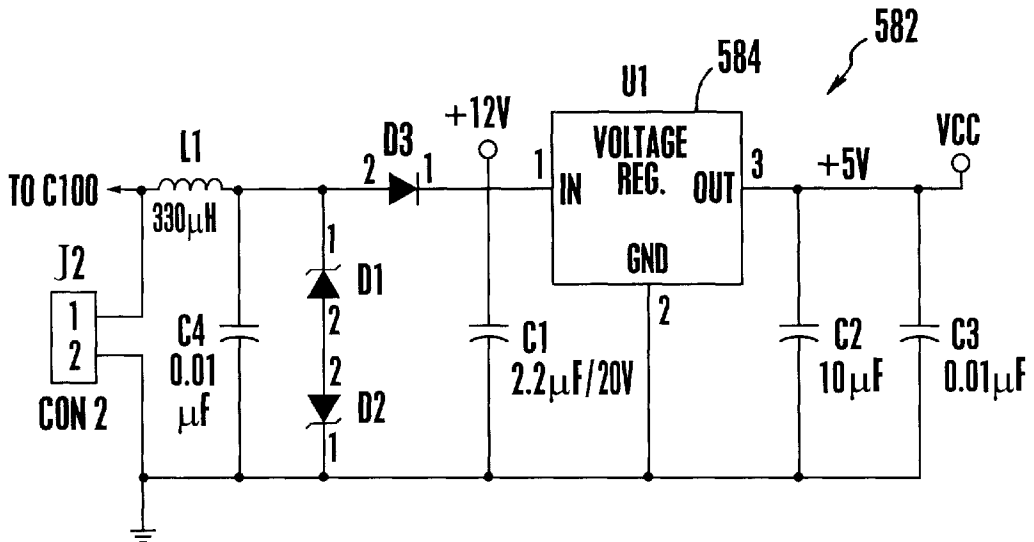 582
584
U1
+12V
VCC
L1
D3
2
1
1
VOLTAGE
REG.
3
+5V
TO C100
330µH
IN
OUT
J2
1
D1
GND
1
2
2
2
C4
0.01
µF
2
D2
1
C1
2.2µF/20V
C2
10µF
C3
0.01µF
CON 2